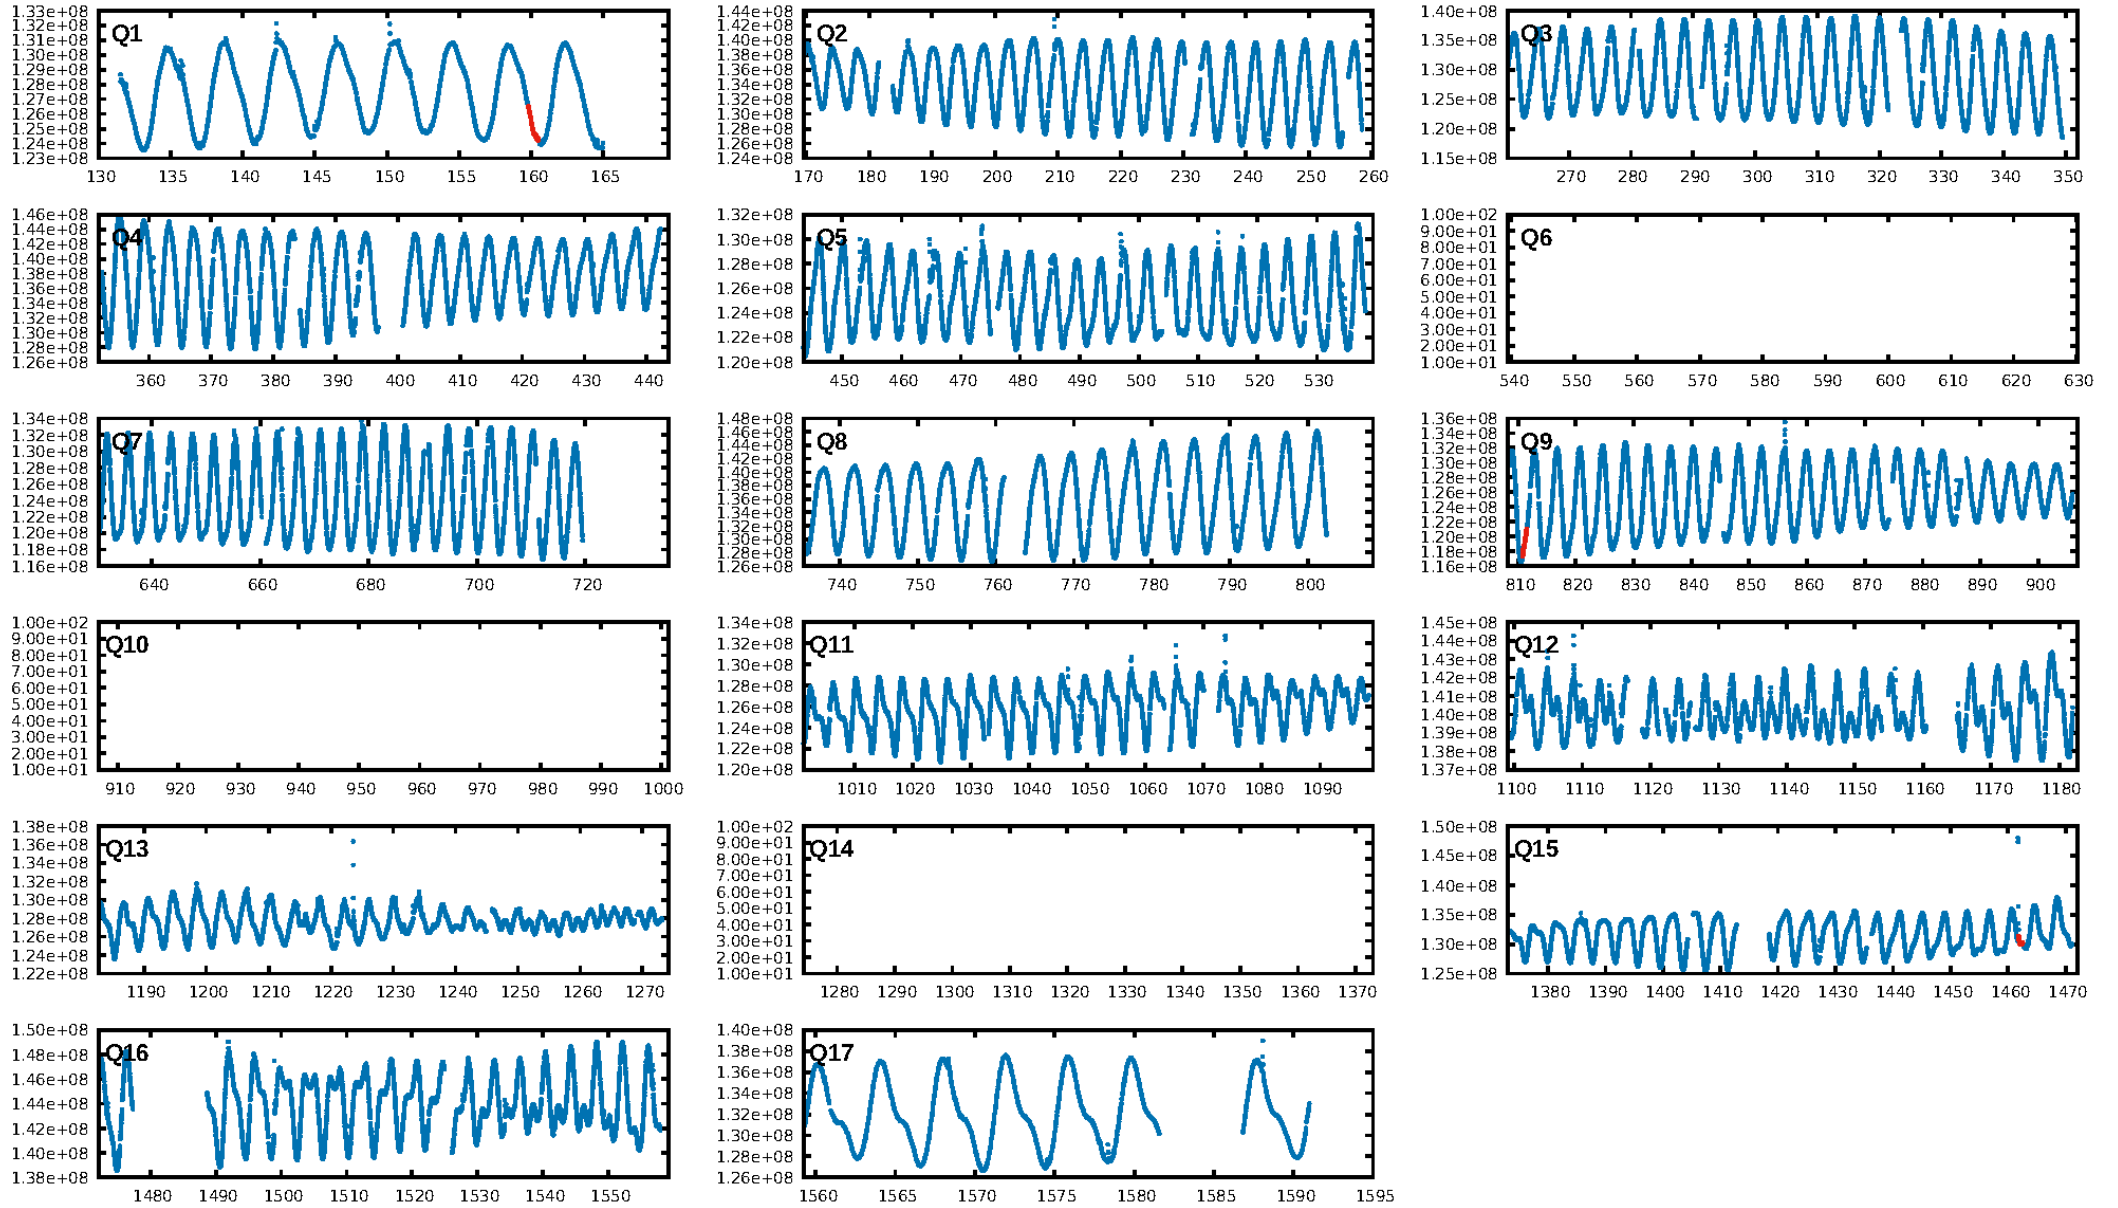 Q1
1.33e+08
1.32e+08
1.31e+08
1.30e+08
1.29e+08
1.28e+08
1.27e+08
1.26e+08
1.25e+08
1.24e+08
1.23e+08
130 135 140 145 150 155 160 165
Q2
1.44e+08
1.42e+08
1.40e+08
1.38e+08
1.36e+08
1.34e+08
1.32e+08
1.30e+08
1.28e+08
1.26e+08
1.24e+08
170 180 190 200 210 220 230 240 250 260
Q3
1.40e+08
1.35e+08
1.30e+08
1.25e+08
1.20e+08
1.15e+08
270 280 290 300 310 320 330 340 350
Q4
1.46e+08
1.44e+08
1.42e+08
1.40e+08
1.38e+08
1.36e+08
1.34e+08
1.32e+08
1.30e+08
1.28e+08
1.26e+08
360 370 380 390 400 410 420 430 440
Q5
1.32e+08
1.30e+08
1.28e+08
1.26e+08
1.24e+08
1.22e+08
1.20e+08
450 460 470 480 490 500 510 520 530
Q6
1.00e+02
9.00e+01
8.00e+01
7.00e+01
6.00e+01
5.00e+01
4.00e+01
3.00e+01
2.00e+01
1.00e+01
540 550 560 570 580 590 600 610 620 630
Q7
1.34e+08
1.32e+08
1.30e+08
1.28e+08
1.26e+08
1.24e+08
1.22e+08
1.20e+08
1.18e+08
1.16e+08
640 660 680 700 720
Q8
1.48e+08
1.46e+08
1.44e+08
1.42e+08
1.40e+08
1.38e+08
1.36e+08
1.34e+08
1.32e+08
1.30e+08
1.28e+08
1.26e+08
740 750 760 770 780 790 800
Q9
1.36e+08
1.34e+08
1.32e+08
1.30e+08
1.28e+08
1.26e+08
1.24e+08
1.22e+08
1.20e+08
1.18e+08
1.16e+08
810 820 830 840 850 860 870 880 890 900
Q10
1.00e+02
9.00e+01
8.00e+01
7.00e+01
6.00e+01
5.00e+01
4.00e+01
3.00e+01
2.00e+01
1.00e+01
910 920 930 940 950 960 970 980 990 1000
Q11
1.34e+08
1.32e+08
1.30e+08
1.28e+08
1.26e+08
1.24e+08
1.22e+08
1.20e+08
1010 1020 1030 1040 1050 1060 1070 1080 1090
Q12
1.45e+08
1.44e+08
1.43e+08
1.42e+08
1.41e+08
1.40e+08
1.39e+08
1.38e+08
1.37e+08
1100 1110 1120 1130 1140 1150 1160 1170 1180
Q13
1.38e+08
1.36e+08
1.34e+08
1.32e+08
1.30e+08
1.28e+08
1.26e+08
1.24e+08
1.22e+08
1190 1200 1210 1220 1230 1240 1250 1260 1270
Q14
1.00e+02
9.00e+01
8.00e+01
7.00e+01
6.00e+01
5.00e+01
4.00e+01
3.00e+01
2.00e+01
1.00e+01
1280 1290 1300 1310 1320 1330 1340 1350 1360 1370
Q15
1.50e+08
1.45e+08
1.40e+08
1.35e+08
1.30e+08
1.25e+08
1380 1390 1400 1410 1420 1430 1440 1450 1460 1470
Q16
1.50e+08
1.48e+08
1.46e+08
1.44e+08
1.42e+08
1.40e+08
1.38e+08
1480 1490 1500 1510 1520 1530 1540 1550
Q17
1.40e+08
1.38e+08
1.36e+08
1.34e+08
1.32e+08
1.30e+08
1.28e+08
1.26e+08
1560 1565 1570 1575 1580 1585 1590 1595